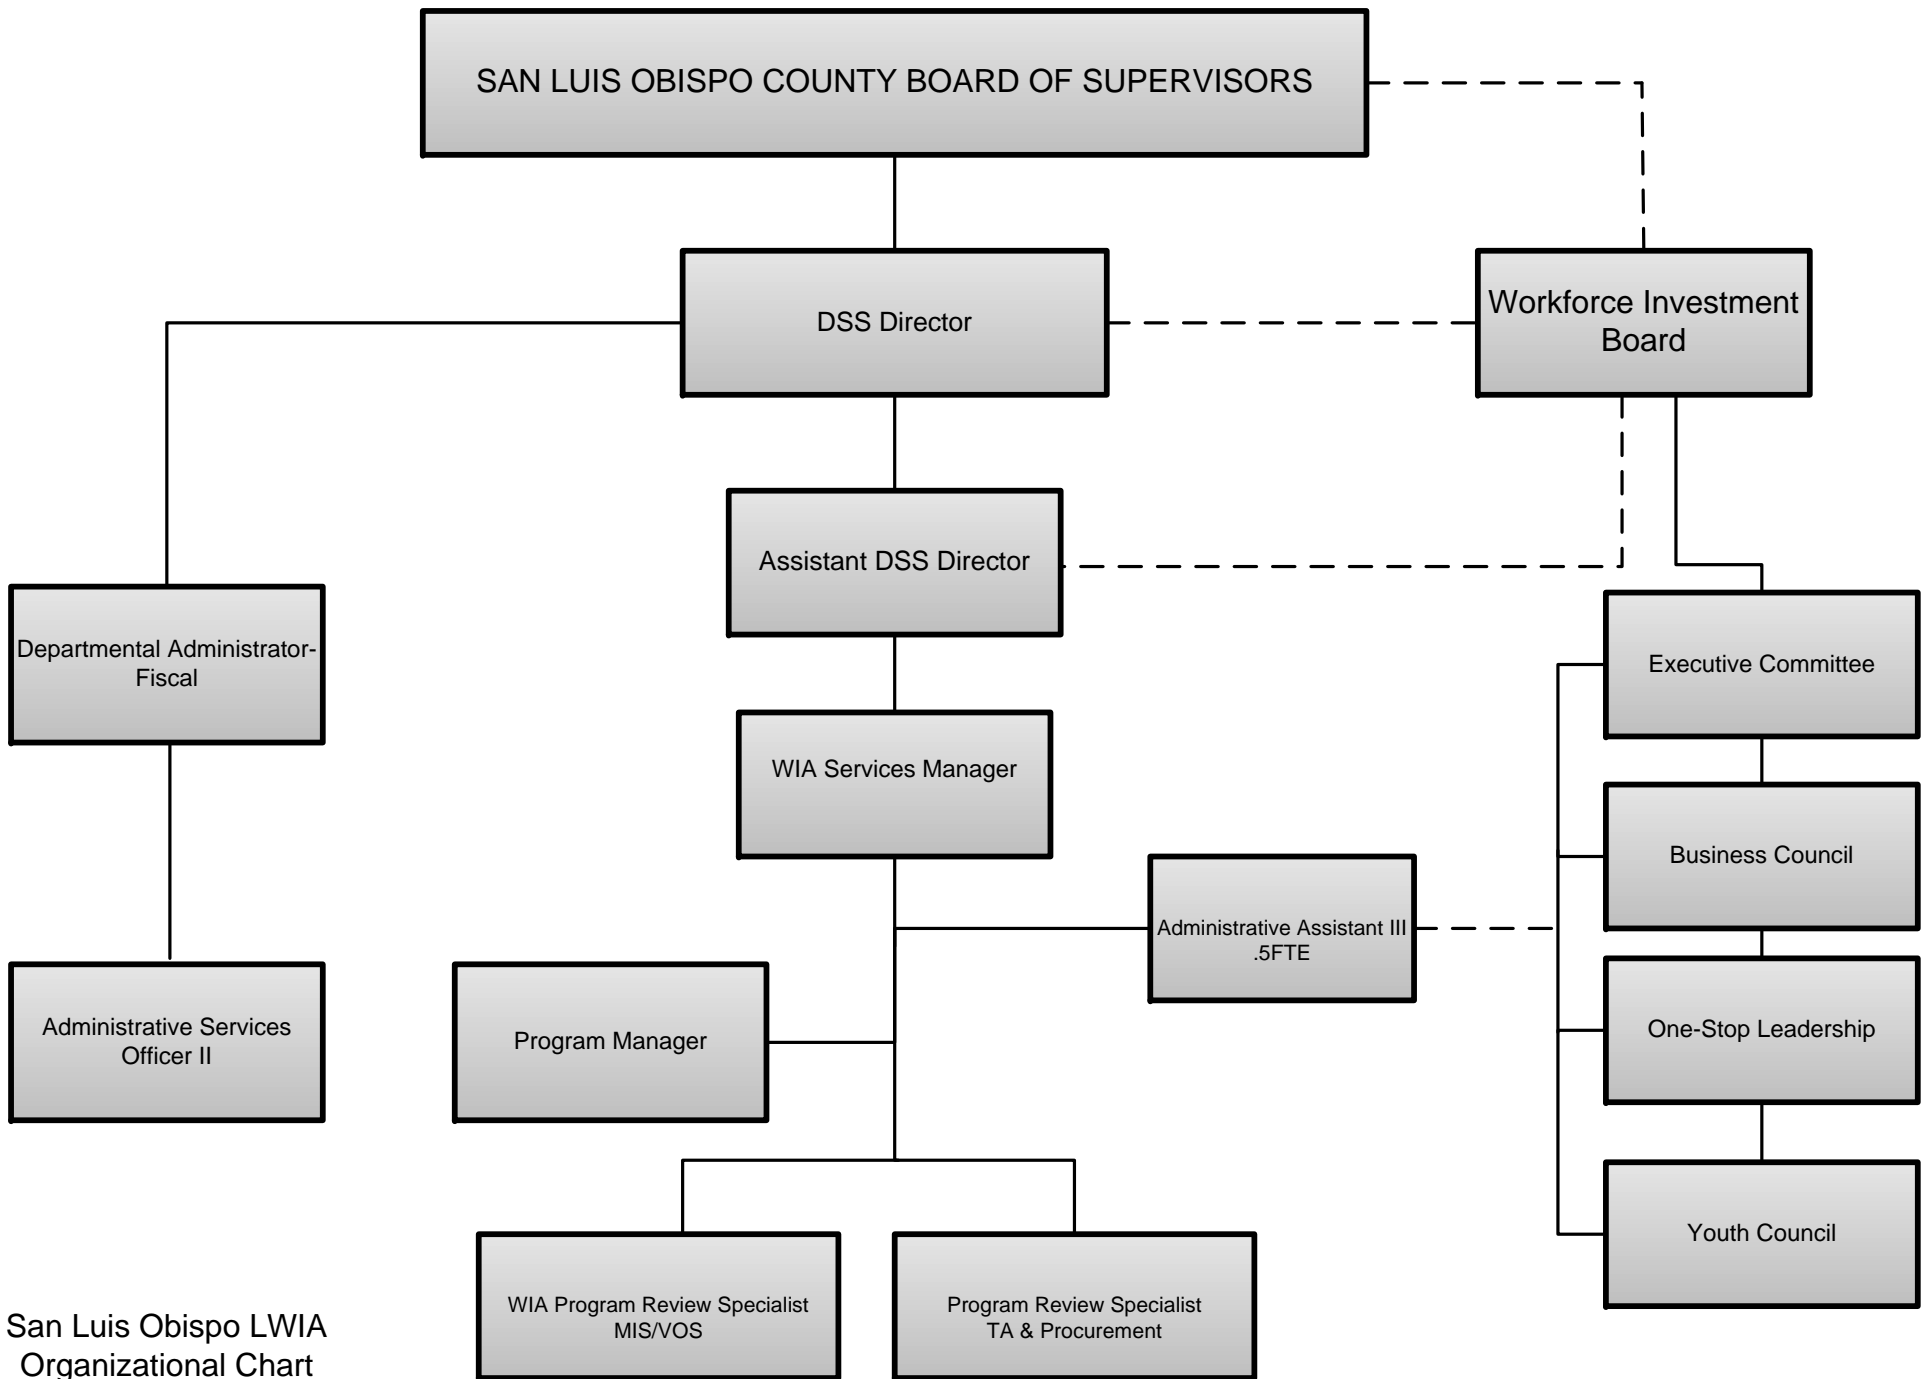 SAN LUIS OBISPO COUNTY BOARD OF SUPERVISORS
DSS Director
Workforce Investment
Board
Assistant DSS Director
Departmental Administrator-
Fiscal
Executive Committee
WIA Services Manager
Business Council
Administrative Assistant III
.5FTE
Administrative Services
Officer II
Program Manager
One-Stop Leadership
Youth Council
WIA Program Review Specialist
MIS/VOS
Program Review Specialist
TA & Procurement
San Luis Obispo LWIA
Organizational Chart